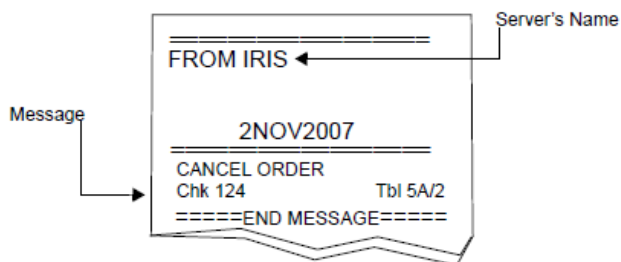 Server's Name
FROM IRIS
Message
2NOV2007
==================
CANCEL ORDER
Chk 124 Tbl 5A/2
=====END MESSAGE=====